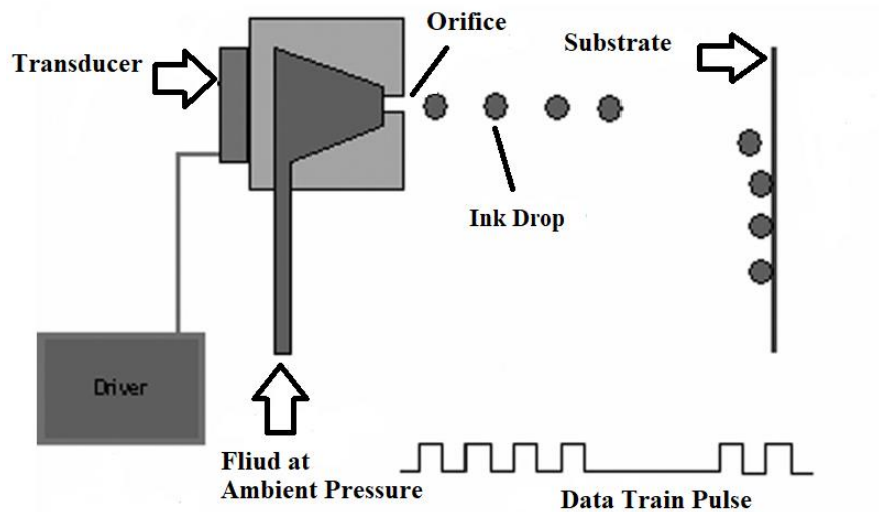 Orifice
Substrate
Transducer
Ink Drop
Driver
Fliud at
Ambient Pressure
Data Train Pulse